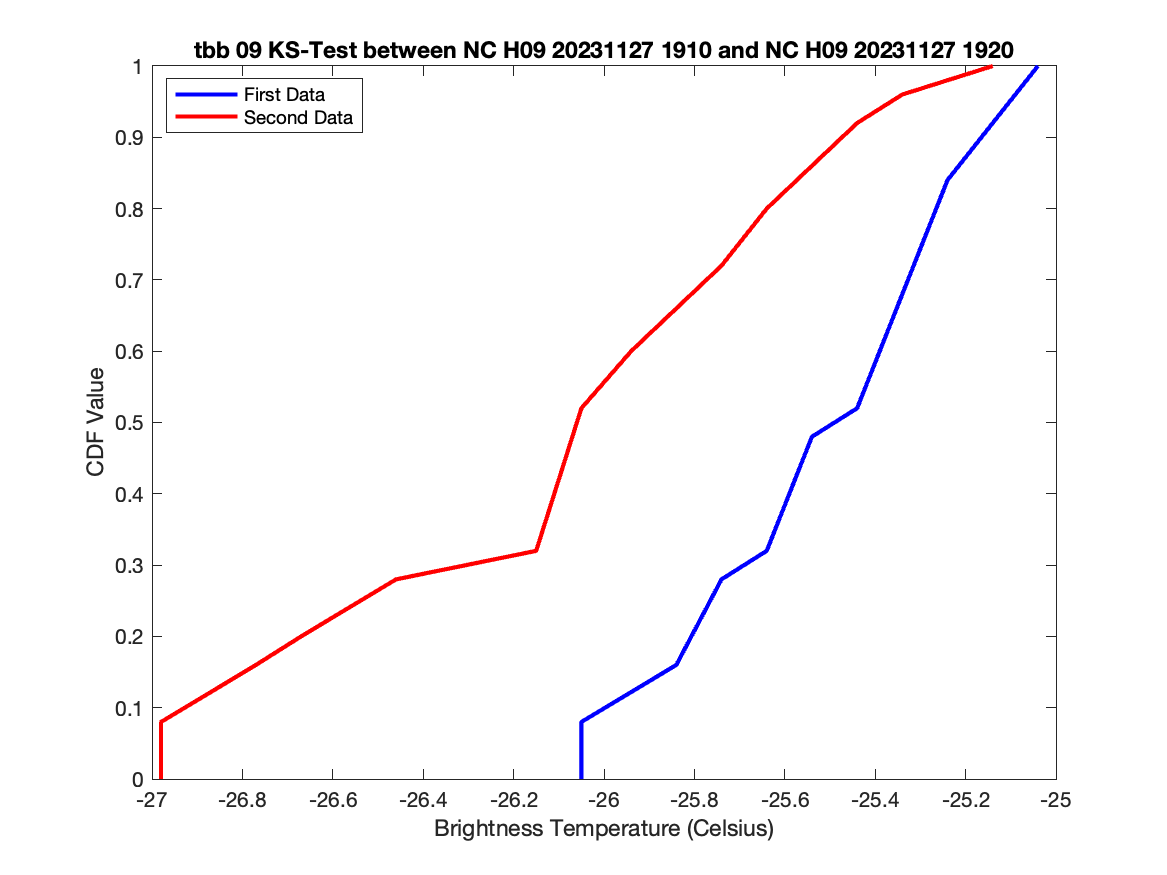 tbb 09 KS-Test between NC H09 20231127 1910 and NC H09 20231127 1920
First Data
Second Data
1
0.9
0.8
0.7
0.6
0.5
0.4
0.3
0.2
0.1
0
CDF Value
-27 -26.8 -26.6 -26.4 -26.2 -26 -25.8 -25.6 -25.4 -25.2 -25
Brightness Temperature (Celsius)